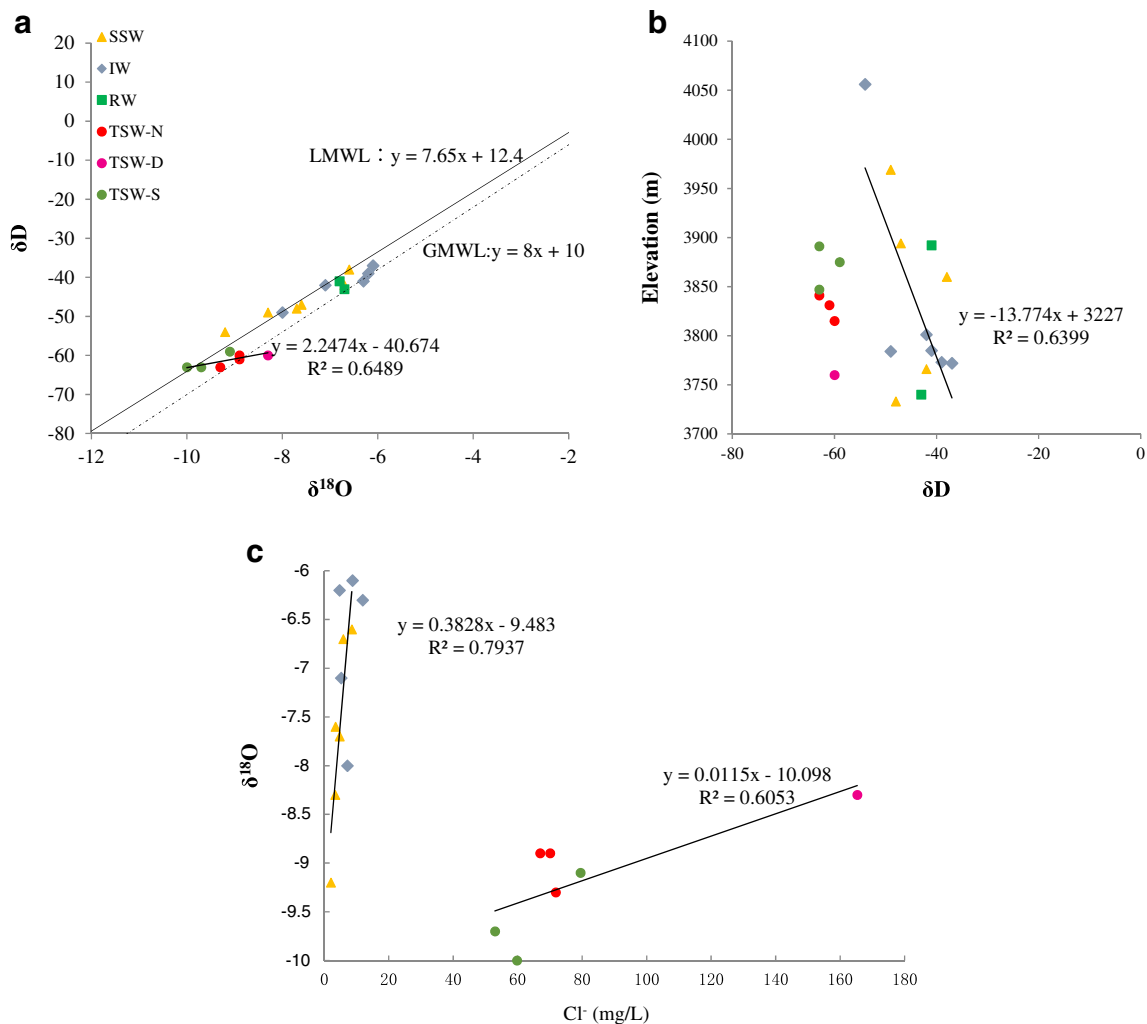 a
SSW
IW
RW
TSW-N
TSW-D
TSW-S
20
10
0
-10
-20
-30
-40
-50
-60
-70
-80
δD
LMWL：y = 7.65x + 12.4
GMWL:y = 8x + 10
y = 2.2474x - 40.674
R² = 0.6489
-12 -10 -8 -6 -4 -2
δ¹⁸O
b
4100
4050
3950
3900
3850
3800
3750
3700
Elevation (m)
y = -13.774x + 3227
R² = 0.6399
-80 -60 -40 -20 0
δD
c
-6
-6.5
-7
-7.5
-8
-8.5
-9
-9.5
-10
δ¹⁸O
y = 0.3828x - 9.483
R² = 0.7937
y = 0.0115x - 10.098
R² = 0.6053
0 20 40 60 80 100 120 140 160 180
Cl⁻ (mg/L)